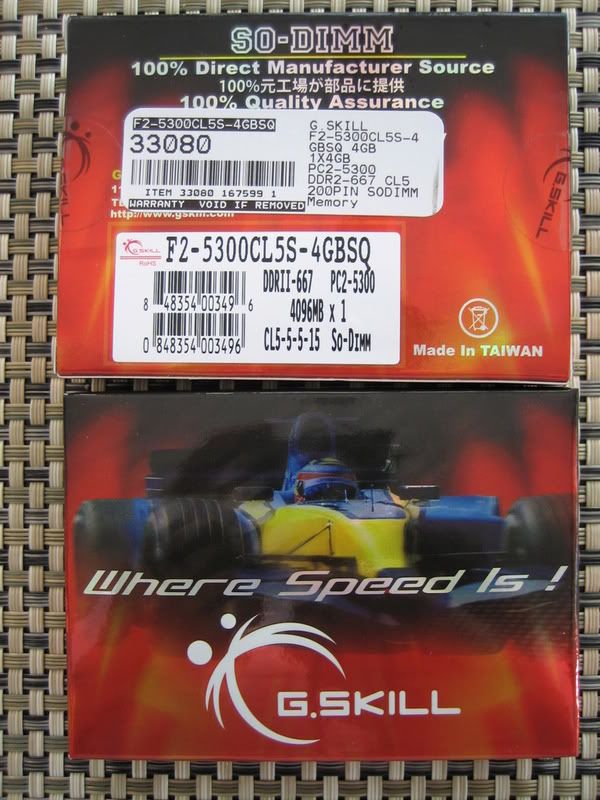 SO-DIMM
100% Direct Manufacturer Source
100%元工場が部品に提供
100% Quality Assurance
F2-5300CL5S-4GBSQ
33080
ITEM 33080 167599 1
WARRANTY VOID IF REMOVED
G.SKILL
F2-5300CL5S-4
GBSQ 4GB
1X4GB
PC2-5300
DDR2-667 CL5
200PIN SODIMM
Memory
http://www.gskill.com
G.SKILL
G.SKILL
G.SKILL
RoHS
F2-5300CL5S-4GBSQ
DDRII-667 PC2-5300
8 48354 00349 6
4096MB x 1
0 848354 003496
CL5-5-5-15 So-Dimm
Made In TAIWAN
Where Speed Is !
G.SKILL